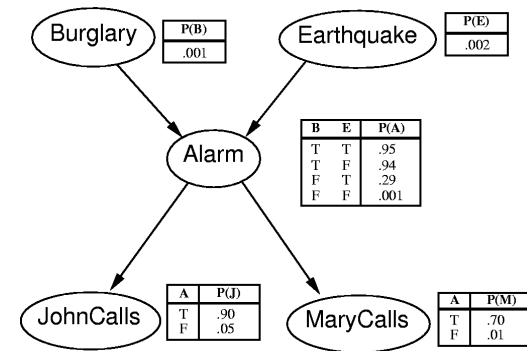 Burglary
P(B)
.001
Earthquake
P(E)
.002
Alarm
B E P(A)
T T .95
T F .94
F T .29
F F .001
JohnCalls
A P(J)
T .90
F .05
MaryCalls
A P(M)
T .70
F .01